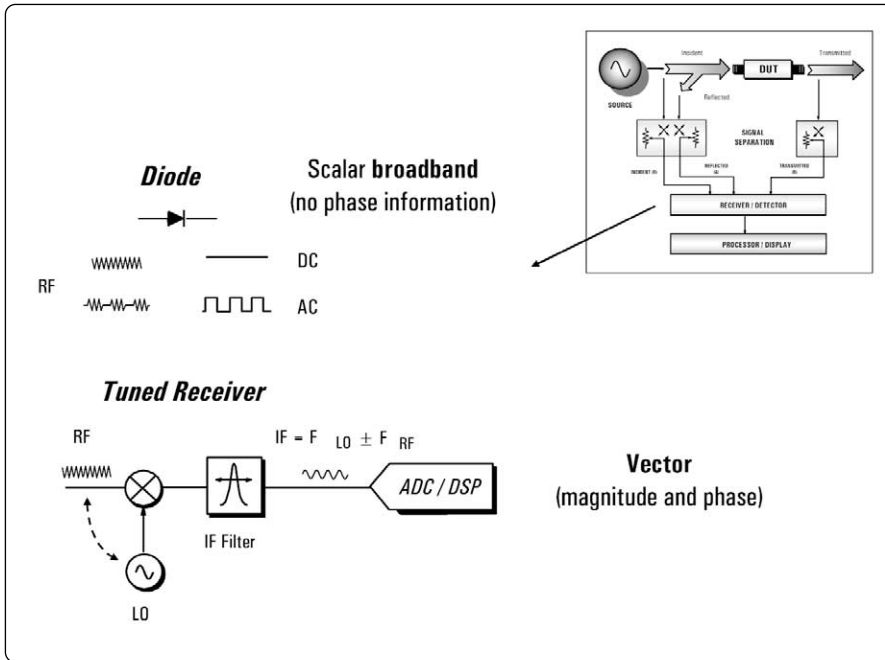 Incident
Transmitted
DUT
Reflected
SOURCE
SIGNAL
SEPARATION
INCIDENT (R)
REFLECTED
(A)
TRANSMITTED
(B)
RECEIVER / DETECTOR
PROCESSOR / DISPLAY
Diode
Scalar broadband
(no phase information)
DC
RF
AC
Tuned Receiver
RF
IF = F LO ± F RF
ADC / DSP
Vector
(magnitude and phase)
IF Filter
LO